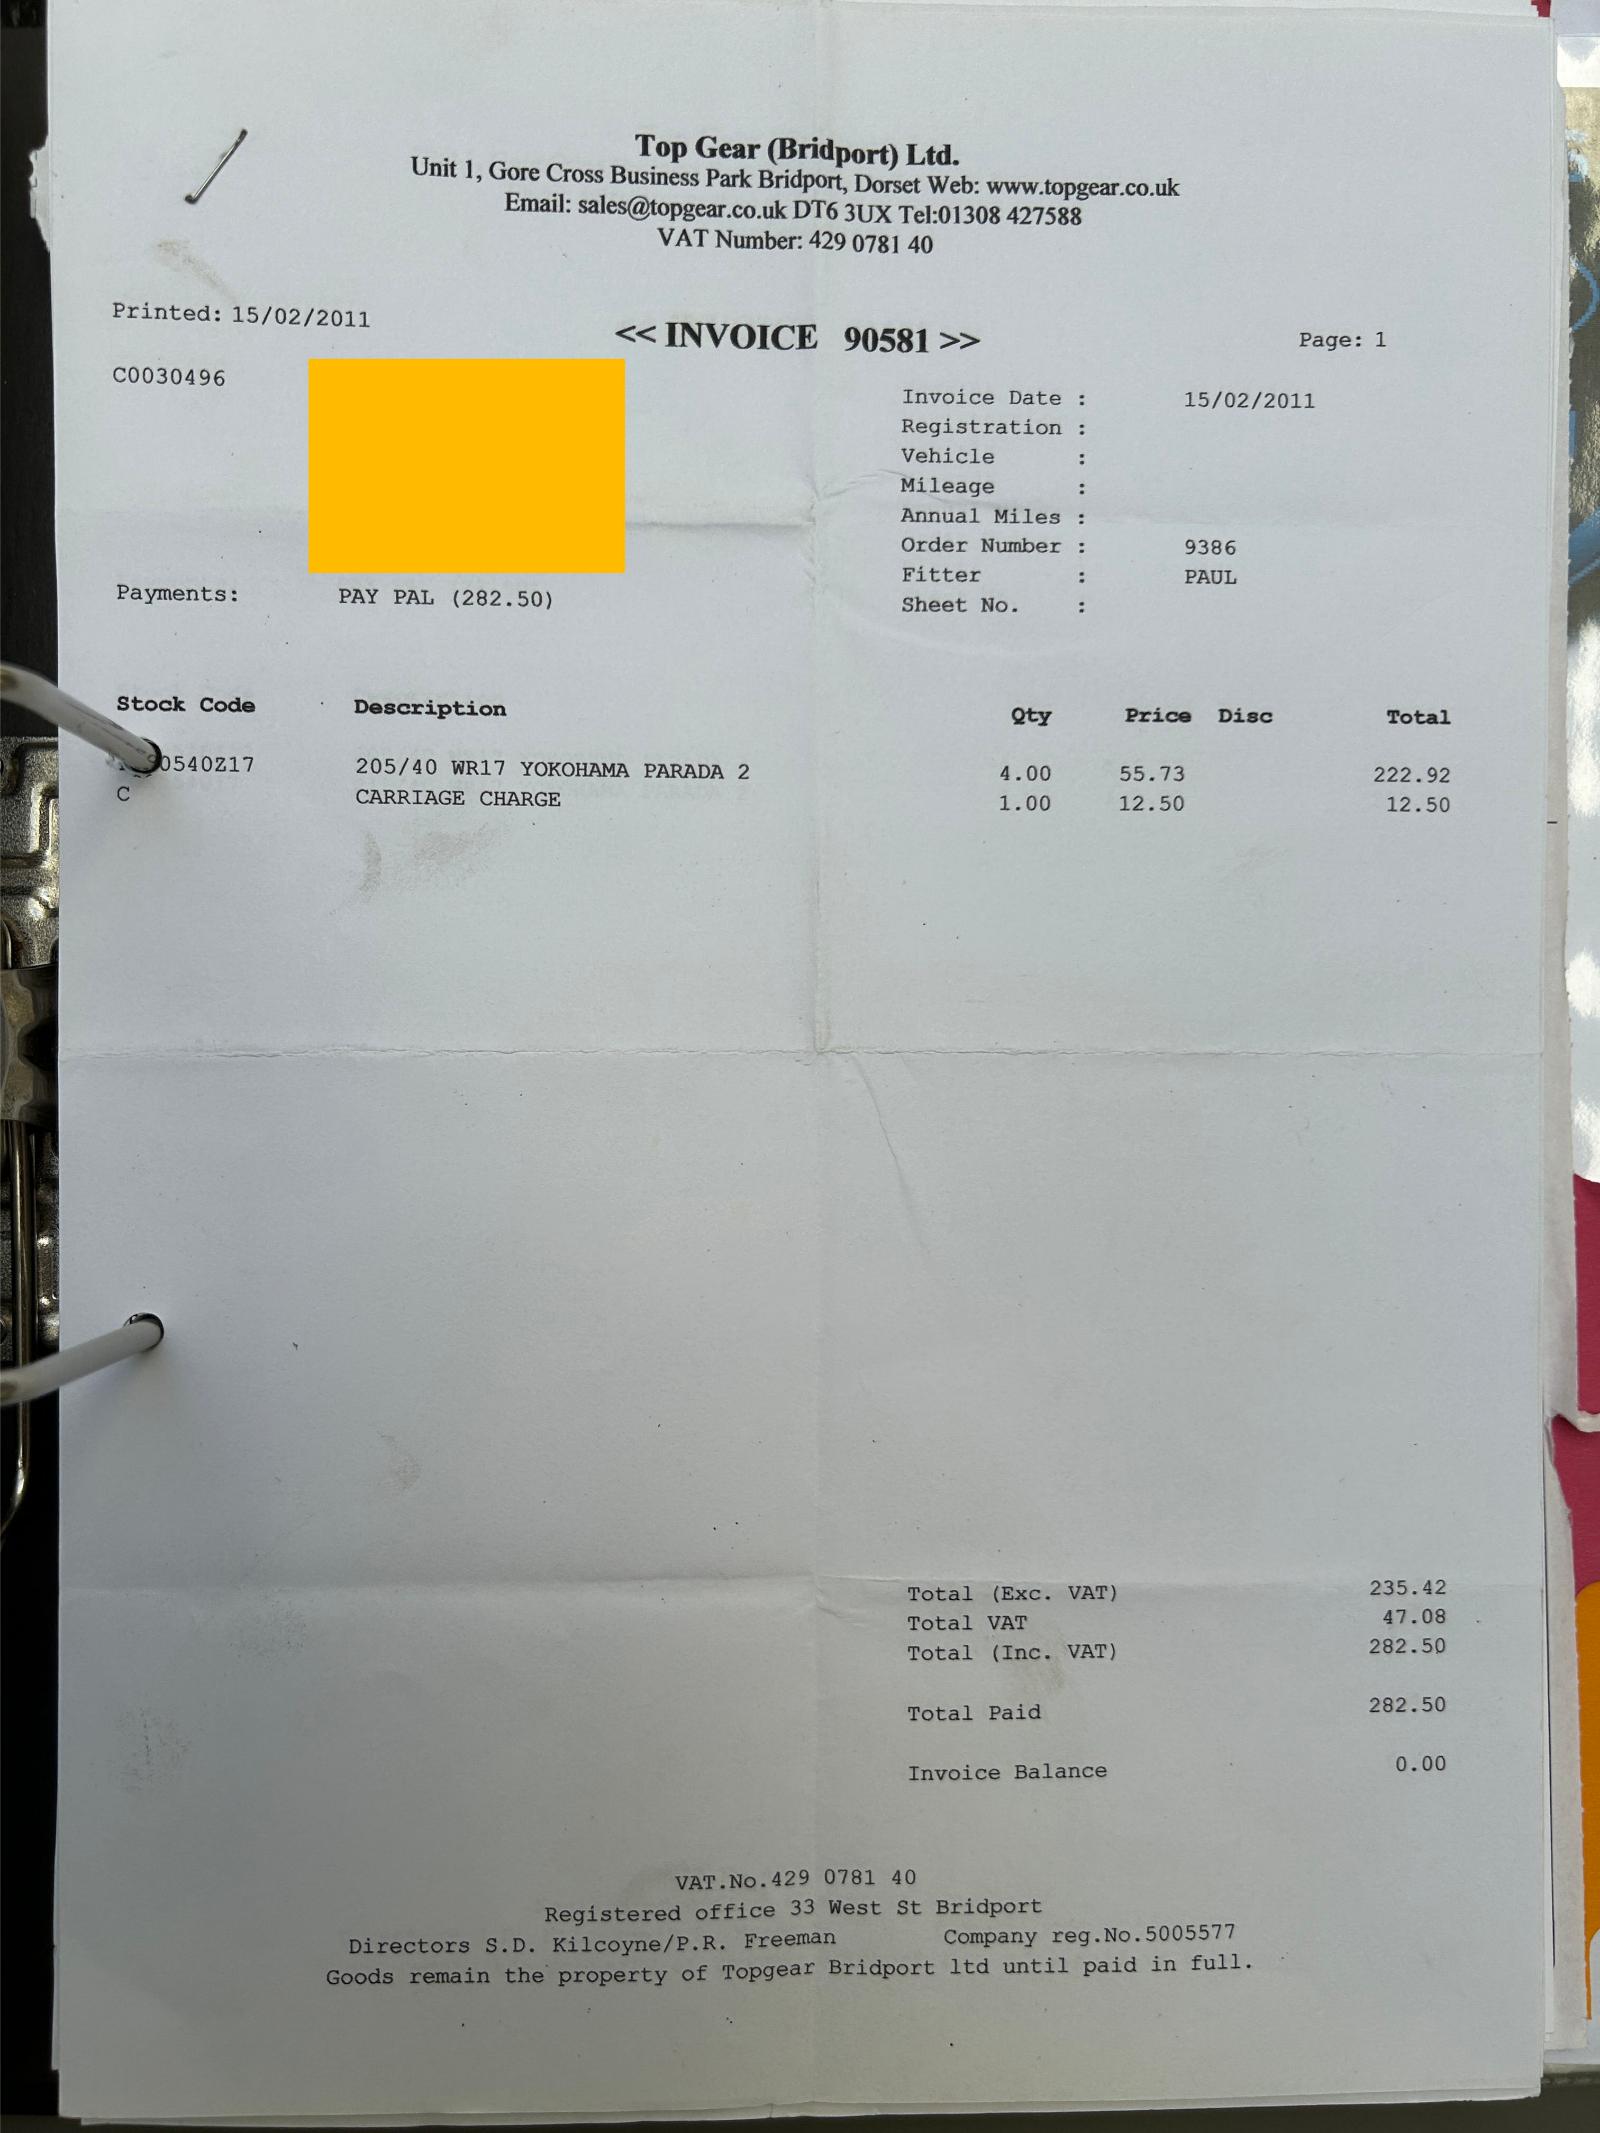 Top Gear (Bridport) Ltd.
Unit 1, Gore Cross Business Park Bridport, Dorset Web: www.topgear.co.uk
Email: sales@topgear.co.uk DT6 3UX Tel:01308 427588
VAT Number: 429 0781 40
Printed: 15/02/2011
<< INVOICE 90581 >>
Page: 1
C0030496
Invoice Date : 15/02/2011
Registration :
Vehicle :
Mileage :
Annual Miles :
Order Number : 9386
Fitter : PAUL
Sheet No. :
Payments: PAY PAL (282.50)
Stock Code Description Qty Price Disc Total
205/40 WR17 YOKOHAMA PARADA 2 4.00 55.73 222.92
C CARRIAGE CHARGE 1.00 12.50 12.50
Total (Exc. VAT) 235.42
Total VAT 47.08
Total (Inc. VAT) 282.50
Total Paid 282.50
Invoice Balance 0.00
VAT.No.429 0781 40
Registered office 33 West St Bridport
Directors S.D. Kilcoyne/P.R. Freeman Company reg.No.5005577
Goods remain the property of Topgear Bridport ltd until paid in full.